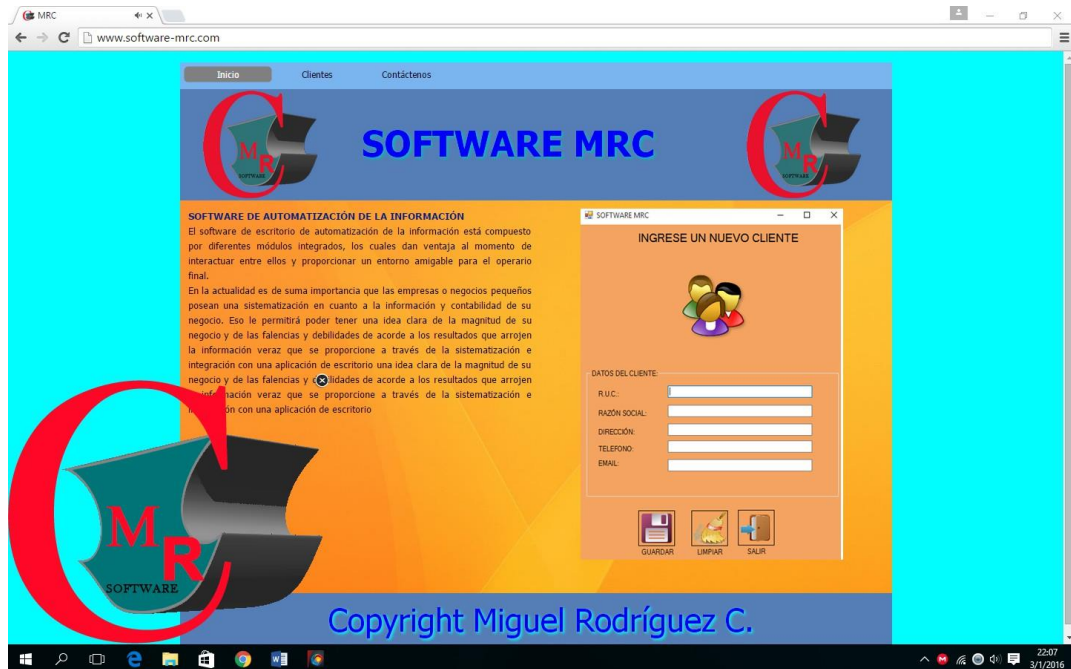 MRC
www.software-mrc.com
Inicio Clientes Contáctenos
C
M
R
SOFTWARE
SOFTWARE MRC
C
M
R
SOFTWARE
SOFTWARE DE AUTOMATIZACIÓN DE LA INFORMACIÓN
El software de escritorio de automatización de la información está compuesto
por diferentes módulos integrados, los cuales dan ventaja al momento de
interactuar entre ellos y proporcionar un entorno amigable para el operario
final.
En la actualidad es de suma importancia que las empresas o negocios pequeños
posean una sistematización en cuanto a la información y contabilidad de su
negocio. Eso le permitirá poder tener una idea clara de la magnitud de su
negocio y de las falencias y debilidades de acorde a los resultados que arrojen
la información veraz que se proporcione a través de la sistematización e
integración con una aplicación de escritorio una idea clara de la magnitud de su
negocio y de las falencias y de acorde a los resultados que arrojen
veraz que se proporcione a través de la sistematización e
con una aplicación de escritorio
SOFTWARE MRC
INGRESE UN NUEVO CLIENTE
DATOS DEL CLIENTE:
R.U.C.:
RAZÓN SOCIAL:
DIRECCIÓN:
TELEFONO:
EMAIL:
GUARDAR LIMPIAR SALIR
C
M
R
SOFTWARE
Copyright Miguel Rodríguez C.
22:07
3/1/2016